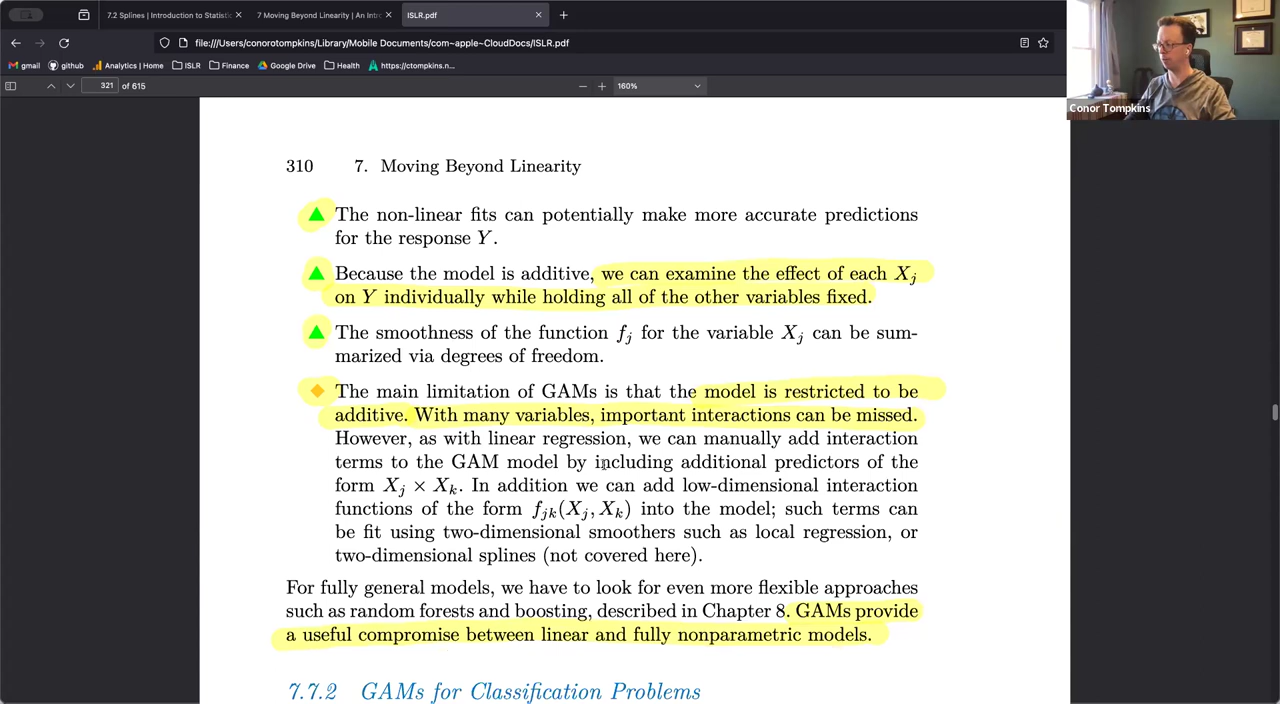 7.2 Splines | Introduction to Statistic
7 Moving Beyond Linearity | An Intro
ISLR.pdf
file:///Users/conorotompkins/Library/Mobile Documents/com~apple~CloudDocs/ISLR.pdf
gmail
github
Analytics | Home
ISLR
Finance
Google Drive
Health
https://ctompkins.n...
321 of 615
160%
Conor Tompkins
310 7. Moving Beyond Linearity
The non-linear fits can potentially make more accurate predictions
for the response Y.
Because the model is additive, we can examine the effect of each Xj
on Y individually while holding all of the other variables fixed.
The smoothness of the function fj for the variable Xj can be sum-
marized via degrees of freedom.
The main limitation of GAMs is that the model is restricted to be
additive. With many variables, important interactions can be missed.
However, as with linear regression, we can manually add interaction
terms to the GAM model by including additional predictors of the
form Xj × Xk. In addition we can add low-dimensional interaction
functions of the form fjk(Xj, Xk) into the model; such terms can
be fit using two-dimensional smoothers such as local regression, or
two-dimensional splines (not covered here).
For fully general models, we have to look for even more flexible approaches
such as random forests and boosting, described in Chapter 8. GAMs provide
a useful compromise between linear and fully nonparametric models.
7.7.2 GAMs for Classification Problems